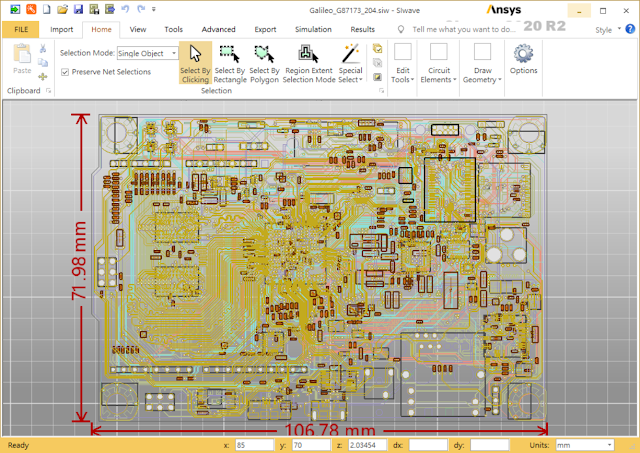 Galileo_G87173_204.siw - SIwave
Ansys
2020 R2
FILE Import Home View Tools Advanced Export Simulation Results Tell me what you want to do... Style
Paste
Clipboard
Selection Mode: Single Object
Preserve Net Selections
Select By Clicking
Select By Rectangle
Select By Polygon
Region Extent Selection Mode
Special Select
Selection
Edit Tools
Circuit Elements
Draw Geometry
Options
71.98 mm
106.78 mm
Ready x: 85 y: 70 z: 2.03454 dx: dy: Units: mm